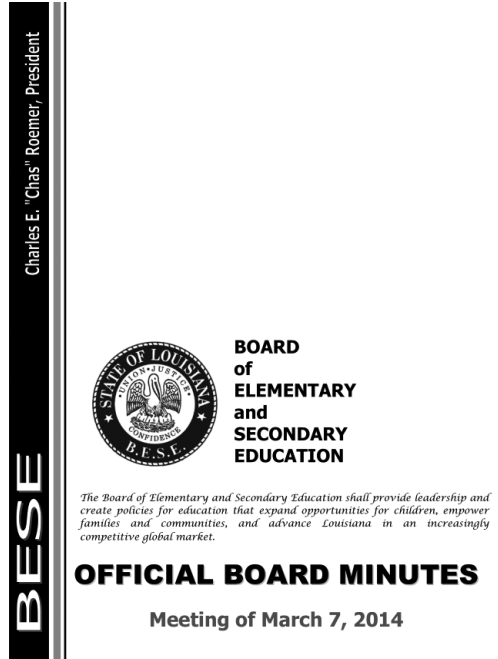 Charles E. "Chas" Roemer, President
BESE
STATE OF LOUISIANA
UNION • JUSTICE
CONFIDENCE
B.E.S.E.
BOARD
of
ELEMENTARY
and
SECONDARY
EDUCATION
The Board of Elementary and Secondary Education shall provide leadership and
create policies for education that expand opportunities for children, empower
families and communities, and advance Louisiana in an increasingly
competitive global market.
OFFICIAL BOARD MINUTES
Meeting of March 7, 2014